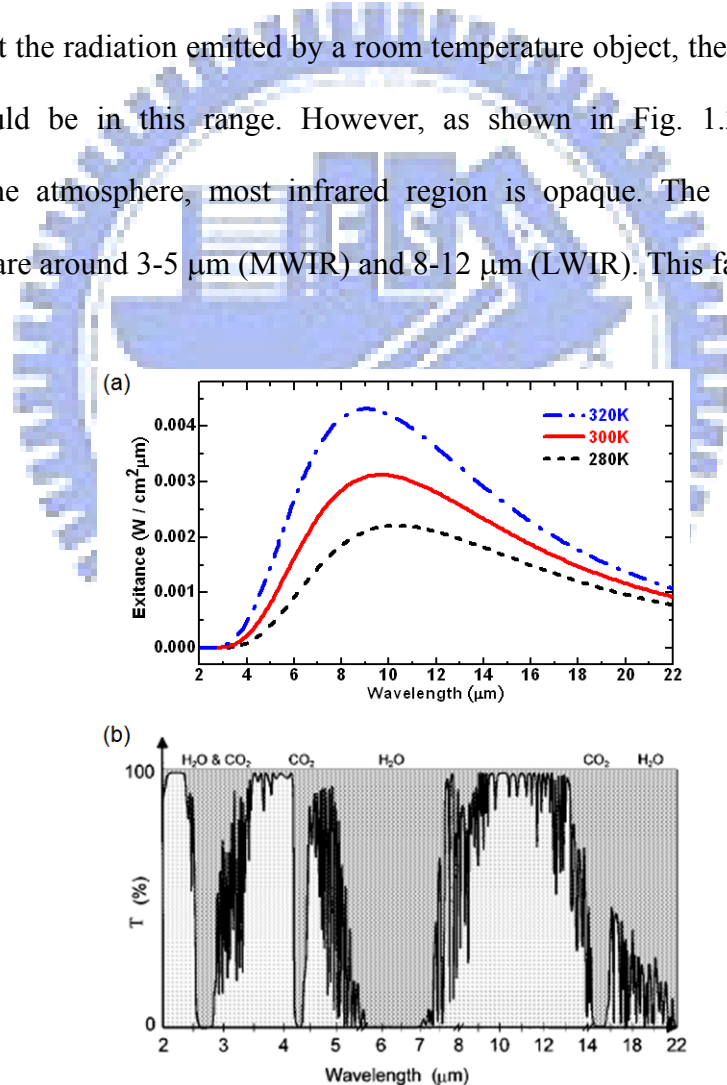 t the radiation emitted by a room temperature object, the
uld be in this range. However, as shown in Fig. 1.
ne atmosphere, most infrared region is opaque. The
are around 3-5 μm (MWIR) and 8-12 μm (LWIR). This fa
(a)
320K
300K
280K
0.004
0.003
0.002
0.001
0.000
Exitance (W / cm²μm)
2 4 6 8 10 12 14 16 18 20 22
Wavelength (μm)
(b)
H₂O & CO₂ CO₂ H₂O CO₂ H₂O
100
T (%)
0
2 3 4 5 6 7 8 10 12 14 18 22
Wavelength (μm)